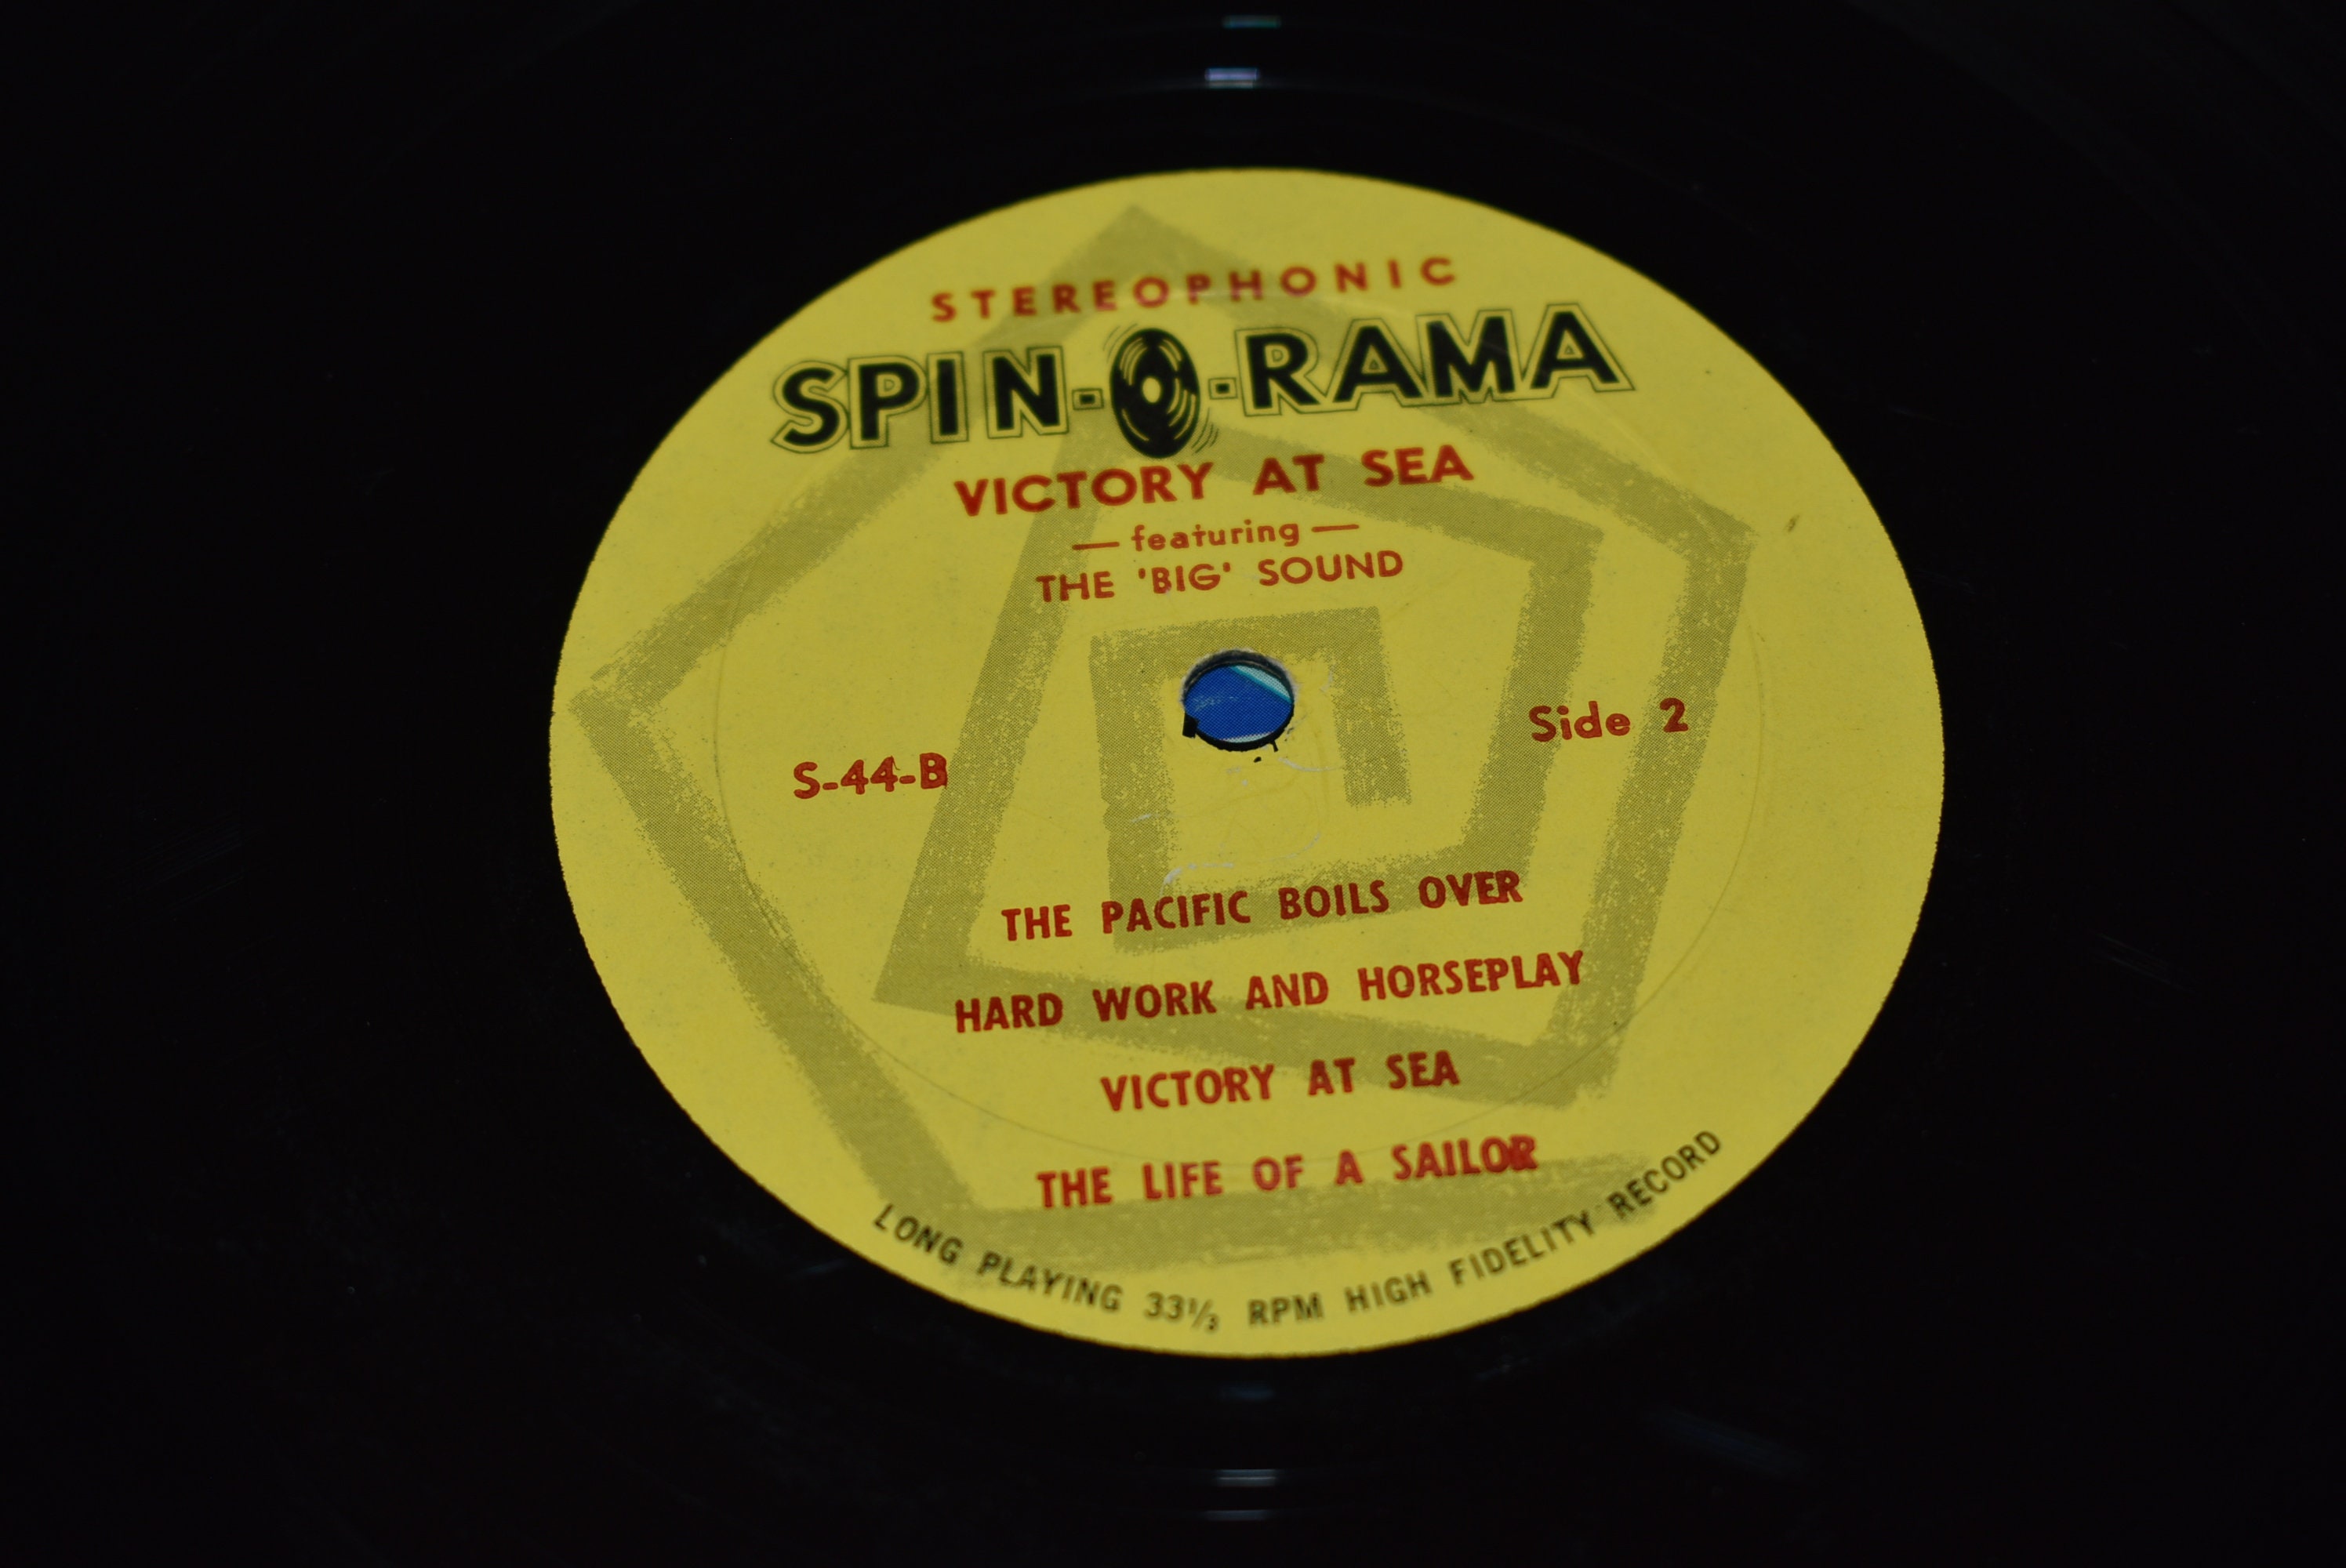 STEREOPHONIC
SPIN-O-RAMA
VICTORY AT SEA
— featuring —
THE 'BIG' SOUND
S-44-B
Side 2
THE PACIFIC BOILS OVER
HARD WORK AND HORSEPLAY
VICTORY AT SEA
THE LIFE OF A SAILOR
LONG PLAYING 33⅓ RPM HIGH FIDELITY RECORD